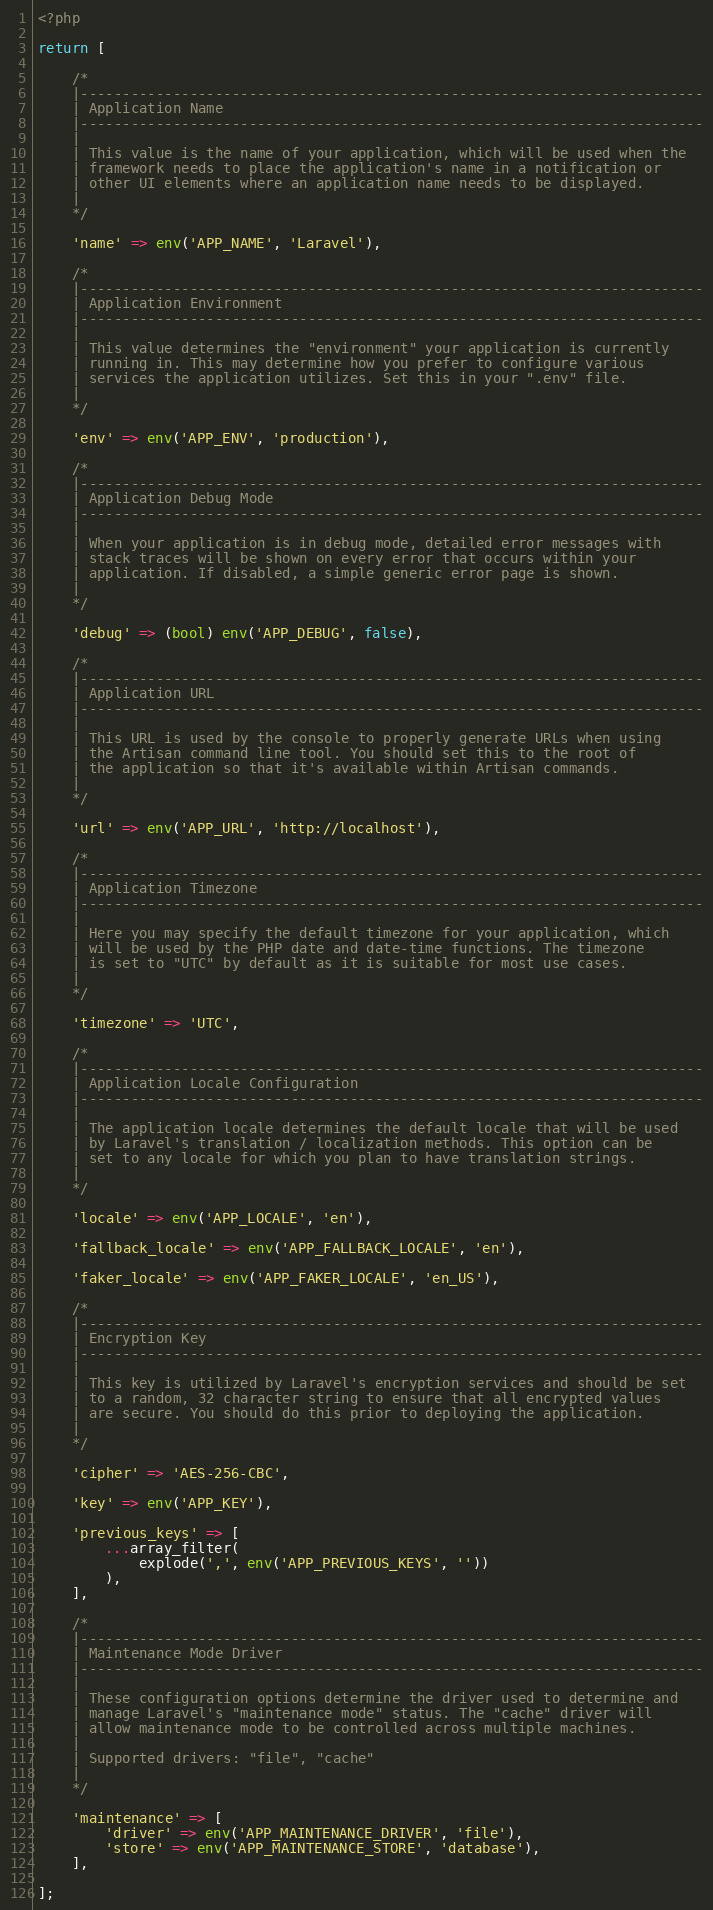 1 <?php
2
3 return [
4
5     /*
6     |--------------------------------------------------------------------------
7     | Application Name
8     |--------------------------------------------------------------------------
9     |
10     | This value is the name of your application, which will be used when the
11     | framework needs to place the application's name in a notification or
12     | other UI elements where an application name needs to be displayed.
13     |
14     */
15
16     'name' => env('APP_NAME', 'Laravel'),
17
18     /*
19     |--------------------------------------------------------------------------
20     | Application Environment
21     |--------------------------------------------------------------------------
22     |
23     | This value determines the "environment" your application is currently
24     | running in. This may determine how you prefer to configure various
25     | services the application utilizes. Set this in your ".env" file.
26     |
27     */
28
29     'env' => env('APP_ENV', 'production'),
30
31     /*
32     |--------------------------------------------------------------------------
33     | Application Debug Mode
34     |--------------------------------------------------------------------------
35     |
36     | When your application is in debug mode, detailed error messages with
37     | stack traces will be shown on every error that occurs within your
38     | application. If disabled, a simple generic error page is shown.
39     |
40     */
41
42     'debug' => (bool) env('APP_DEBUG', false),
43
44     /*
45     |--------------------------------------------------------------------------
46     | Application URL
47     |--------------------------------------------------------------------------
48     |
49     | This URL is used by the console to properly generate URLs when using
50     | the Artisan command line tool. You should set this to the root of
51     | the application so that it's available within Artisan commands.
52     |
53     */
54
55     'url' => env('APP_URL', 'http://localhost'),
56
57     /*
58     |--------------------------------------------------------------------------
59     | Application Timezone
60     |--------------------------------------------------------------------------
61     |
62     | Here you may specify the default timezone for your application, which
63     | will be used by the PHP date and date-time functions. The timezone
64     | is set to "UTC" by default as it is suitable for most use cases.
65     |
66     */
67
68     'timezone' => 'UTC',
69
70     /*
71     |--------------------------------------------------------------------------
72     | Application Locale Configuration
73     |--------------------------------------------------------------------------
74     |
75     | The application locale determines the default locale that will be used
76     | by Laravel's translation / localization methods. This option can be
77     | set to any locale for which you plan to have translation strings.
78     |
79     */
80
81     'locale' => env('APP_LOCALE', 'en'),
82
83     'fallback_locale' => env('APP_FALLBACK_LOCALE', 'en'),
84
85     'faker_locale' => env('APP_FAKER_LOCALE', 'en_US'),
86
87     /*
88     |--------------------------------------------------------------------------
89     | Encryption Key
90     |--------------------------------------------------------------------------
91     |
92     | This key is utilized by Laravel's encryption services and should be set
93     | to a random, 32 character string to ensure that all encrypted values
94     | are secure. You should do this prior to deploying the application.
95     |
96     */
97
98     'cipher' => 'AES-256-CBC',
99
100     'key' => env('APP_KEY'),
101
102     'previous_keys' => [
103         ...array_filter(
104             explode(',', env('APP_PREVIOUS_KEYS', ''))
105         ),
106     ],
107
108     /*
109     |--------------------------------------------------------------------------
110     | Maintenance Mode Driver
111     |--------------------------------------------------------------------------
112     |
113     | These configuration options determine the driver used to determine and
114     | manage Laravel's "maintenance mode" status. The "cache" driver will
115     | allow maintenance mode to be controlled across multiple machines.
116     |
117     | Supported drivers: "file", "cache"
118     |
119     */
120
121     'maintenance' => [
122         'driver' => env('APP_MAINTENANCE_DRIVER', 'file'),
123         'store' => env('APP_MAINTENANCE_STORE', 'database'),
124     ],
125
126 ];